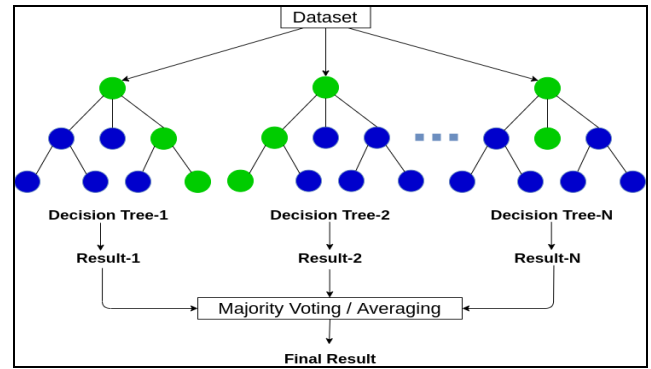 Dataset
Decision Tree-1
Decision Tree-2
Decision Tree-N
Result-1
Result-2
Result-N
Majority Voting / Averaging
Final Result